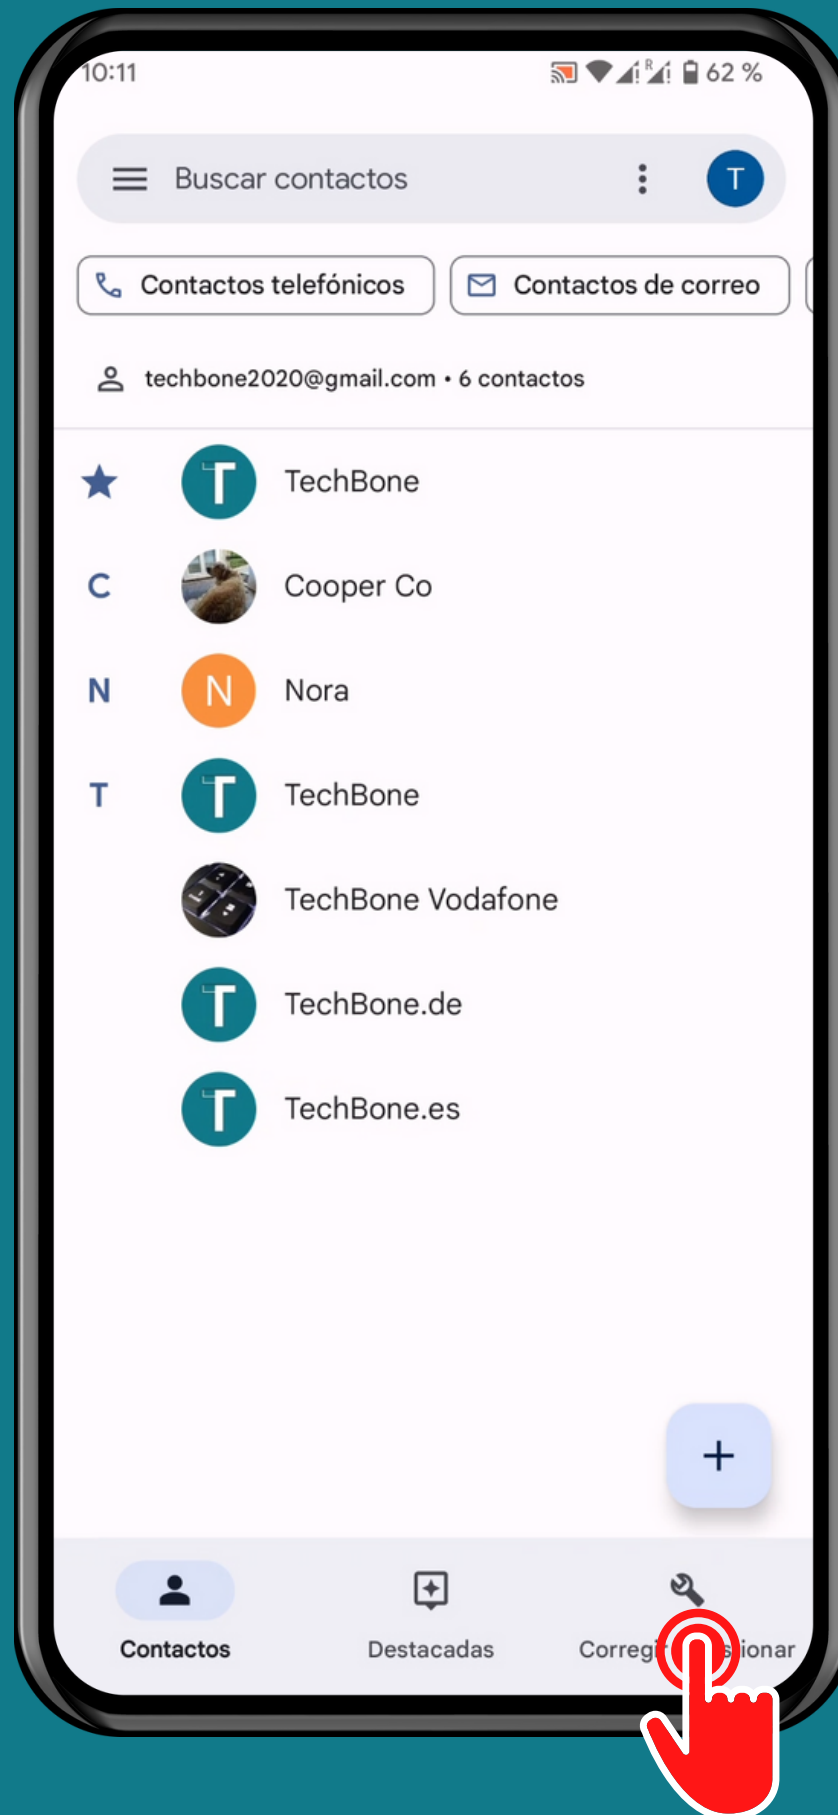 10:11 R 62 %
Buscar contactos T
Contactos telefónicos Contactos de correo
techbone2020@gmail.com • 6 contactos
T TechBone
C Cooper Co
N N Nora
T T TechBone
TechBone Vodafone
T TechBone.de
T TechBone.es
+
Contactos Destacadas